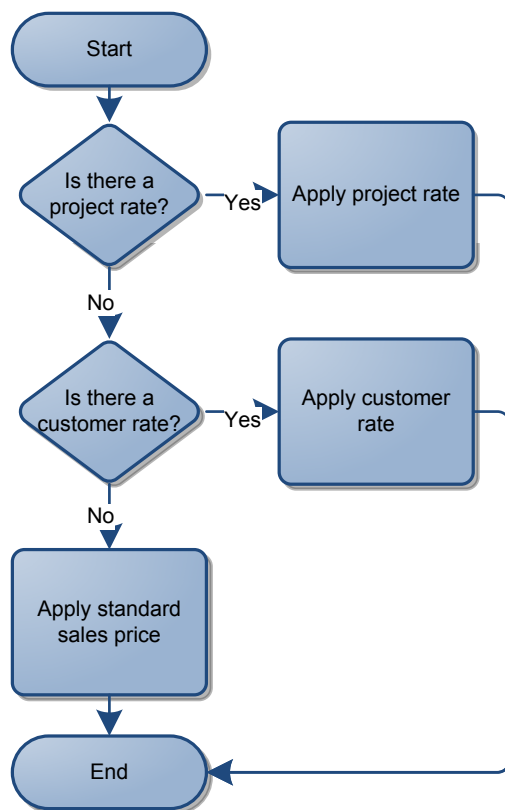 Start
Is there a
project rate?
Yes
Apply project rate
No
Is there a
customer rate?
Yes
Apply customer
rate
No
Apply standard
sales price
End